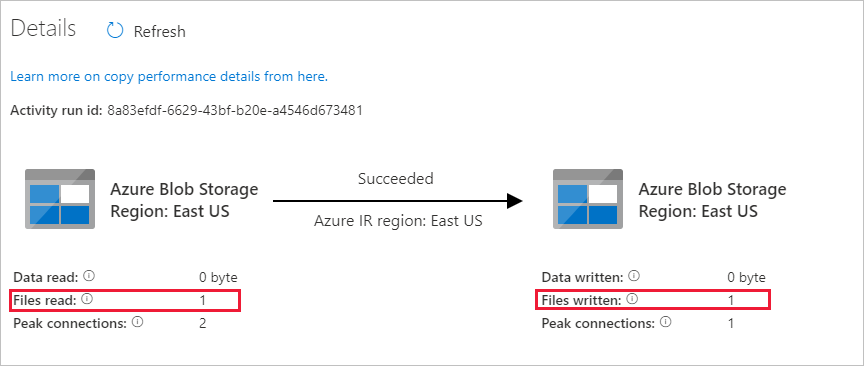 Details Refresh
Learn more on copy performance details from here.
Activity run id: 8a83efdf-6629-43bf-b20e-a4546d673481
Azure Blob Storage
Region: East US
Succeeded
Azure IR region: East US
Azure Blob Storage
Region: East US
Data read: 0 byte
Files read: 1
Peak connections: 2
Data written: 0 byte
Files written: 1
Peak connections: 1